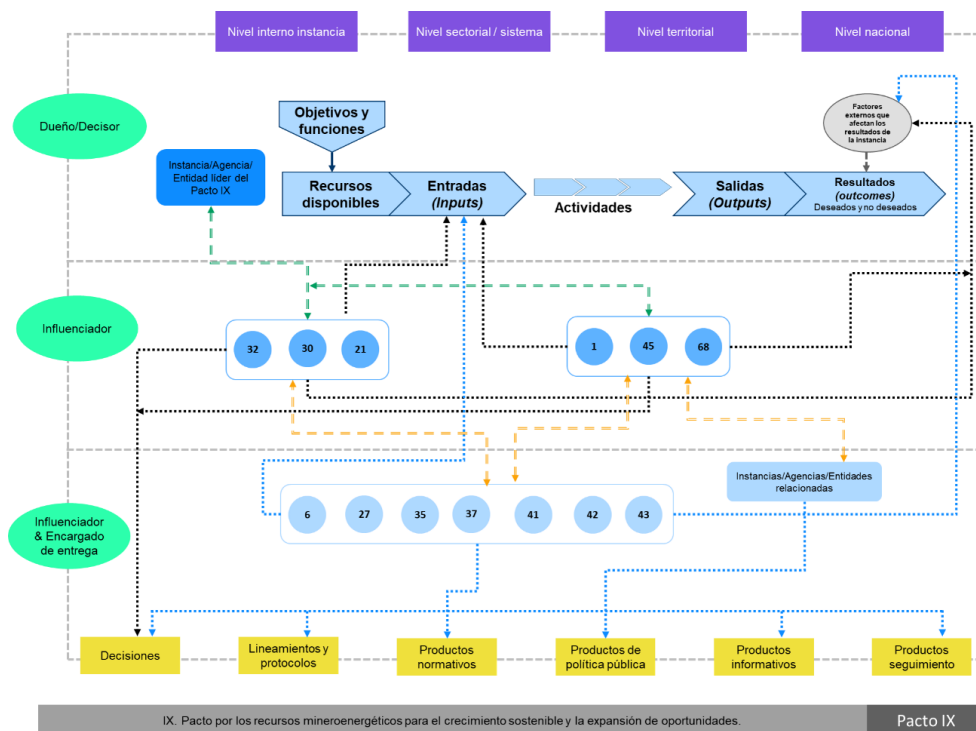 Nivel interno instancia
Nivel sectorial / sistema
Nivel territorial
Nivel nacional
Dueño/Decisor
Objetivos y
funciones
Factores
externos que
afectan los
resultados de
la instancia
Instancia/Agencia/
Entidad líder del
Pacto IX
Recursos
disponibles
Entradas
(Inputs)
Actividades
Salidas
(Outputs)
Resultados
(outcomes)
Deseados y no deseados
Influenciador
32
30
21
1
45
68
Instancias/Agencias/Entidades
relacionadas
Influenciador
& Encargado
de entrega
6
27
35
37
41
42
43
Decisiones
Lineamientos y
protocolos
Productos
normativos
Productos de
política pública
Productos
informativos
Productos
seguimiento
IX. Pacto por los recursos mineroenergéticos para el crecimiento sostenible y la expansión de oportunidades.
Pacto IX